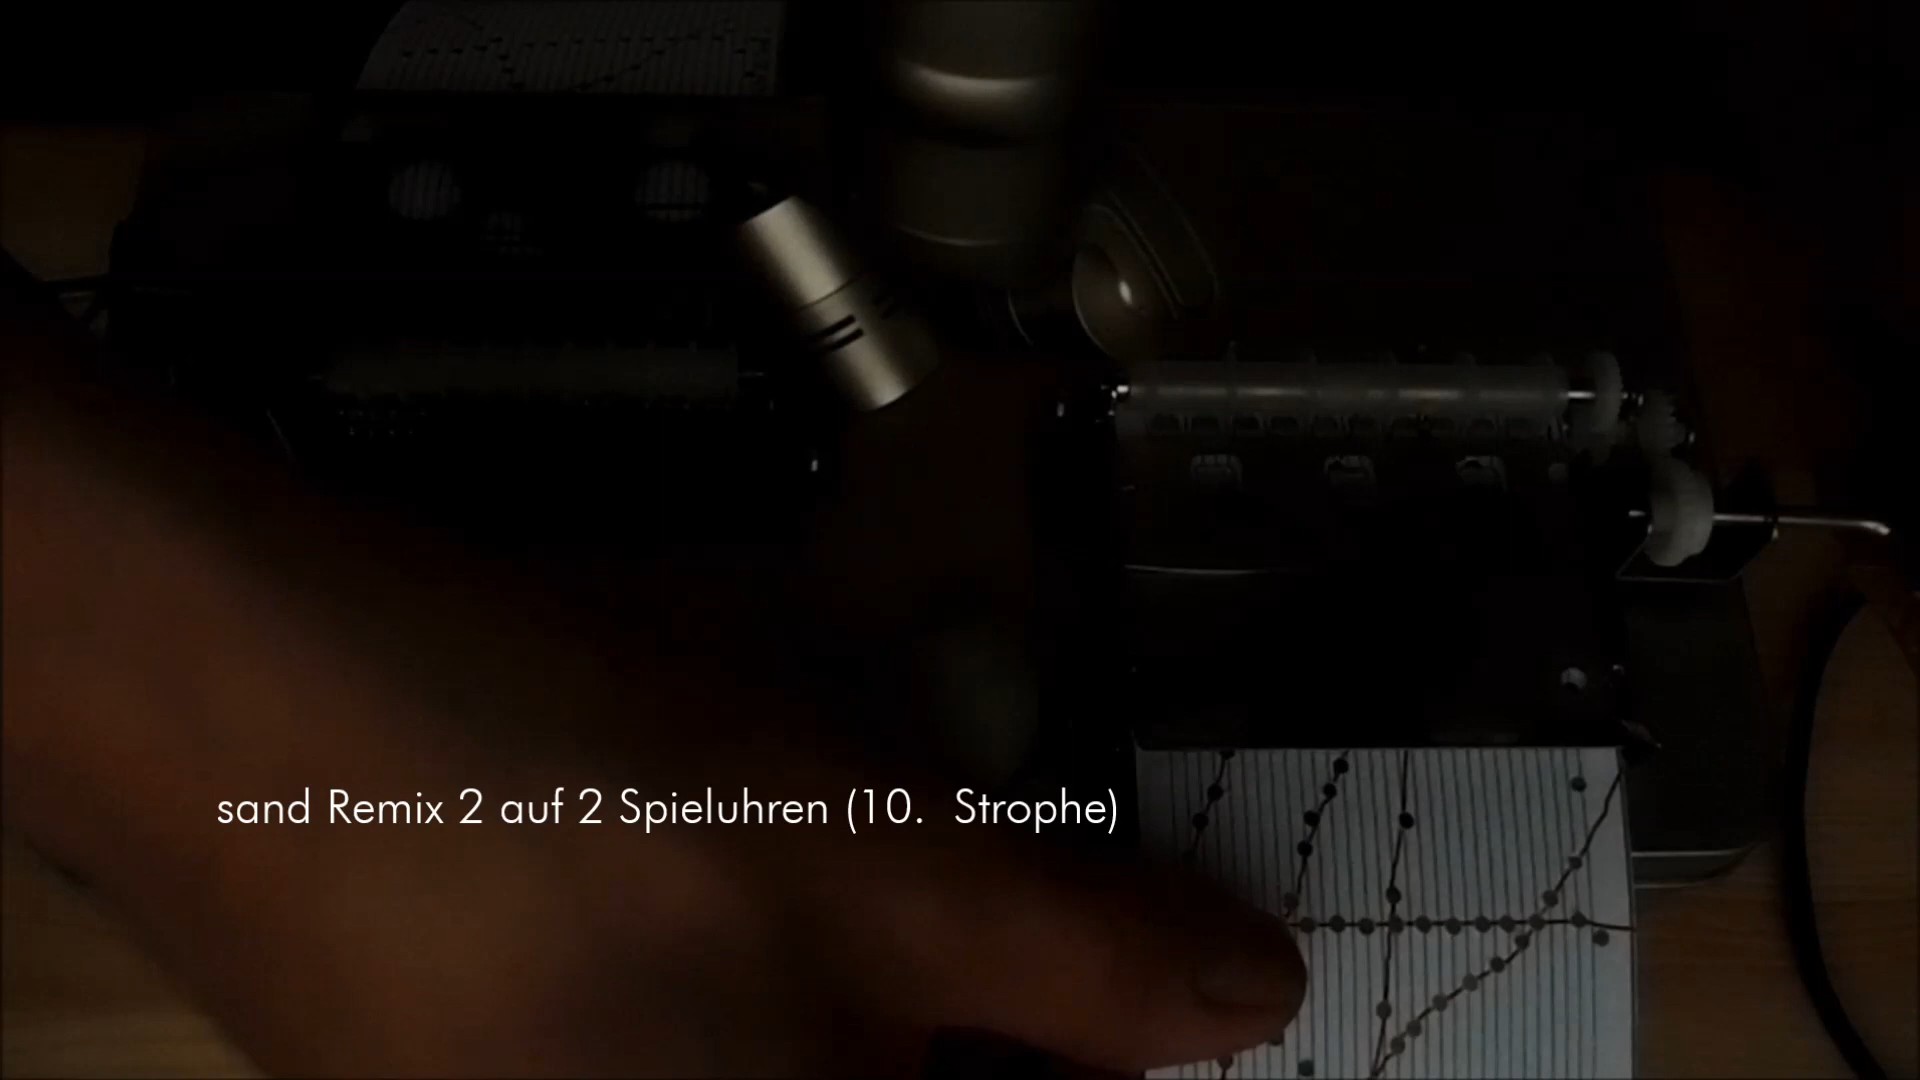 sand Remix 2 auf 2 Spieluhren (10.  Strophe)